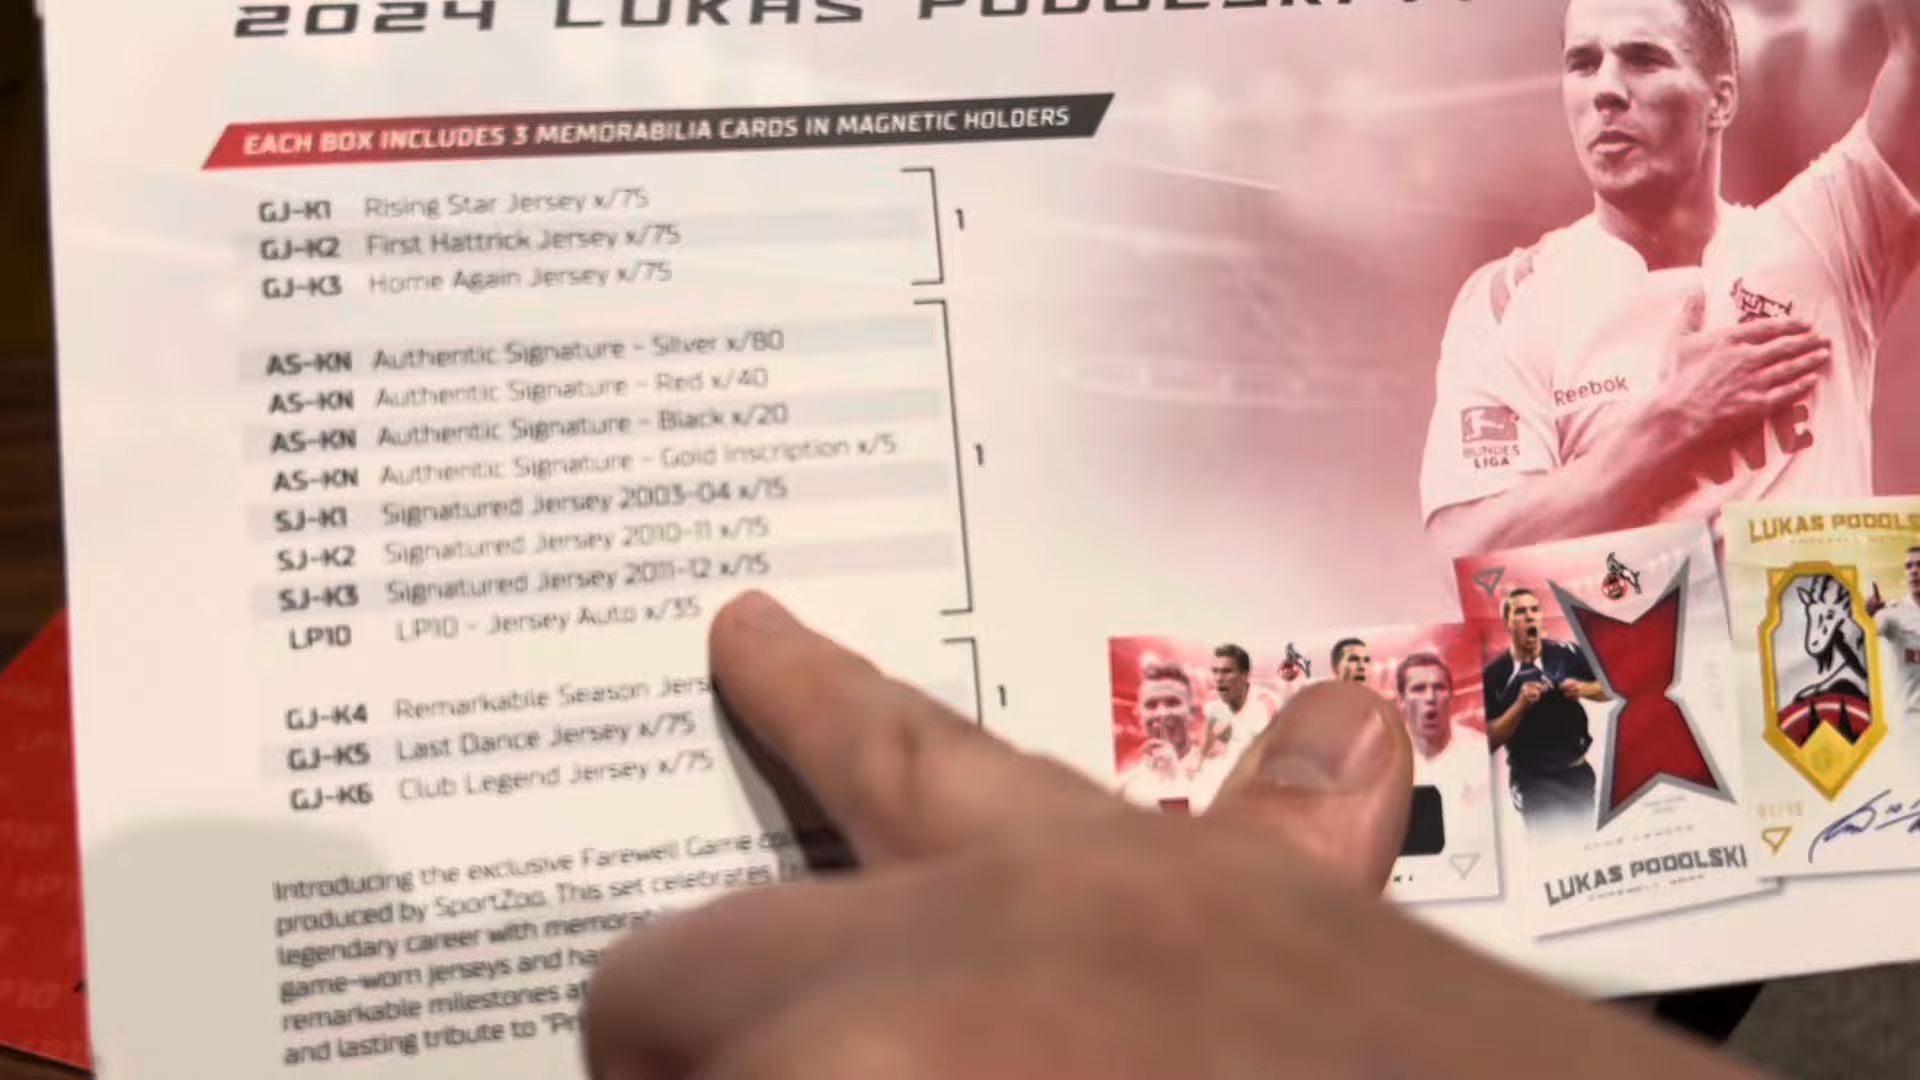 2024 LUKAS PODOLSKI
EACH BOX INCLUDES 3 MEMORABILIA CARDS IN MAGNETIC HOLDERS
GJ-K1 Rising Star Jersey x/75
GJ-K2 First Hattrick Jersey x/75
GJ-K3 Home Again Jersey x/75
1
AS-KN Authentic Signature - Silver x/80
AS-KN Authentic Signature - Red x/40
AS-KN Authentic Signature - Black x/20
AS-KN Authentic Signature - Gold Inscription x/5
SJ-K1 Signatured Jersey 2003-04 x/15
SJ-K2 Signatured Jersey 2010-11 x/15
SJ-K3 Signatured Jersey 2011-12 x/15
LP10 LP10 - Jersey Auto x/35
1
GJ-K4 Remarkable Season Jers
GJ-K5 Last Dance Jersey x/75
GJ-K6 Club Legend Jersey x/75
1
Introducing the exclusive Farewell Game
produced by SportZoo. This set celebrates
legendary career with
game-worn jerseys and
remarkable milestones
and lasting tribute to
Reebok
BUNDES
LIGA
LUKAS PODOLS
LUKAS PODOLSKI